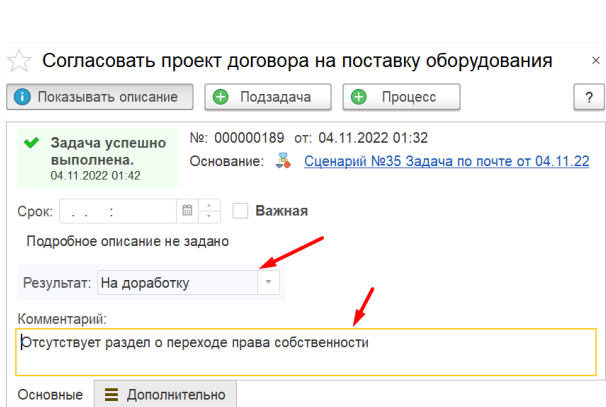 Согласовать проект договора на поставку оборудования ×
Показывать описание Подзадача Процесс ?
Задача успешно №: 000000189 от: 04.11.2022 01:32
выполнена. Основание: Сценарий №35 Задача по почте от 04.11.22
04.11.2022 01:42
Срок: . . : Важная
Подробное описание не задано
Результат: На доработку
Комментарий:
Отсутствует раздел о переходе права собственности
Основные Дополнительно